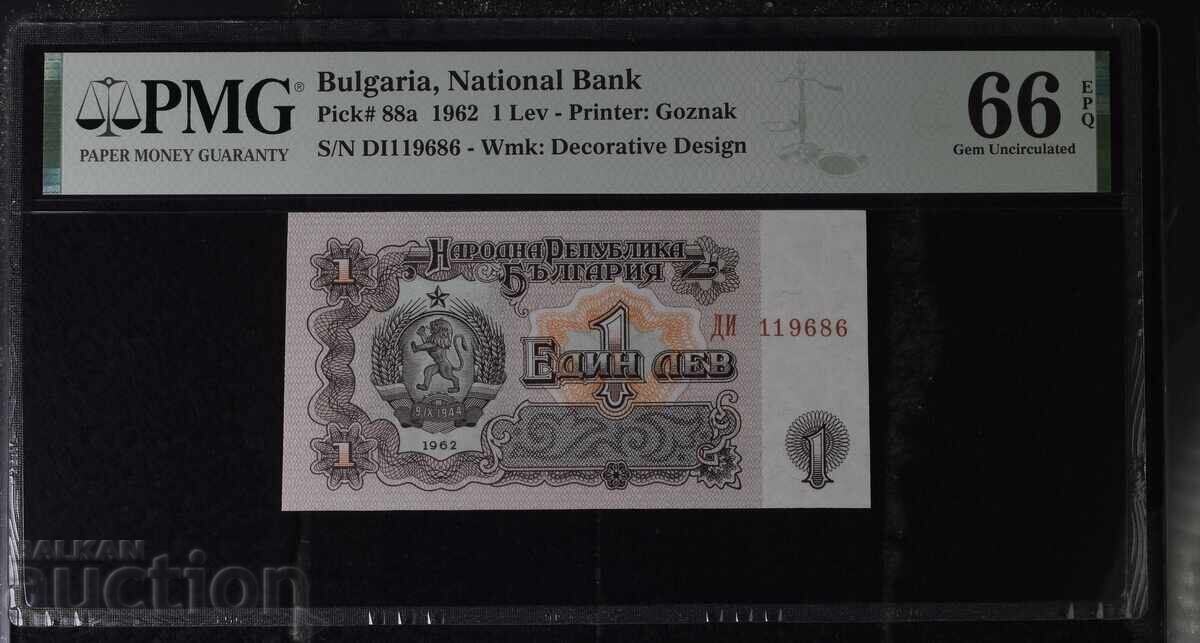 PMG®
PAPER MONEY GUARANTY
Bulgaria, National Bank
Pick# 88a 1962 1 Lev - Printer: Goznak
S/N DI119686 - Wmk: Decorative Design
66 EPQ
Gem Uncirculated
НАРОДНА РЕПУБЛИКА
БЪЛГАРИЯ
1
1
ДИ 119686
ЕДИН ЛЕВ
9.IX.1944
1962
1
1
BALKAN
auction